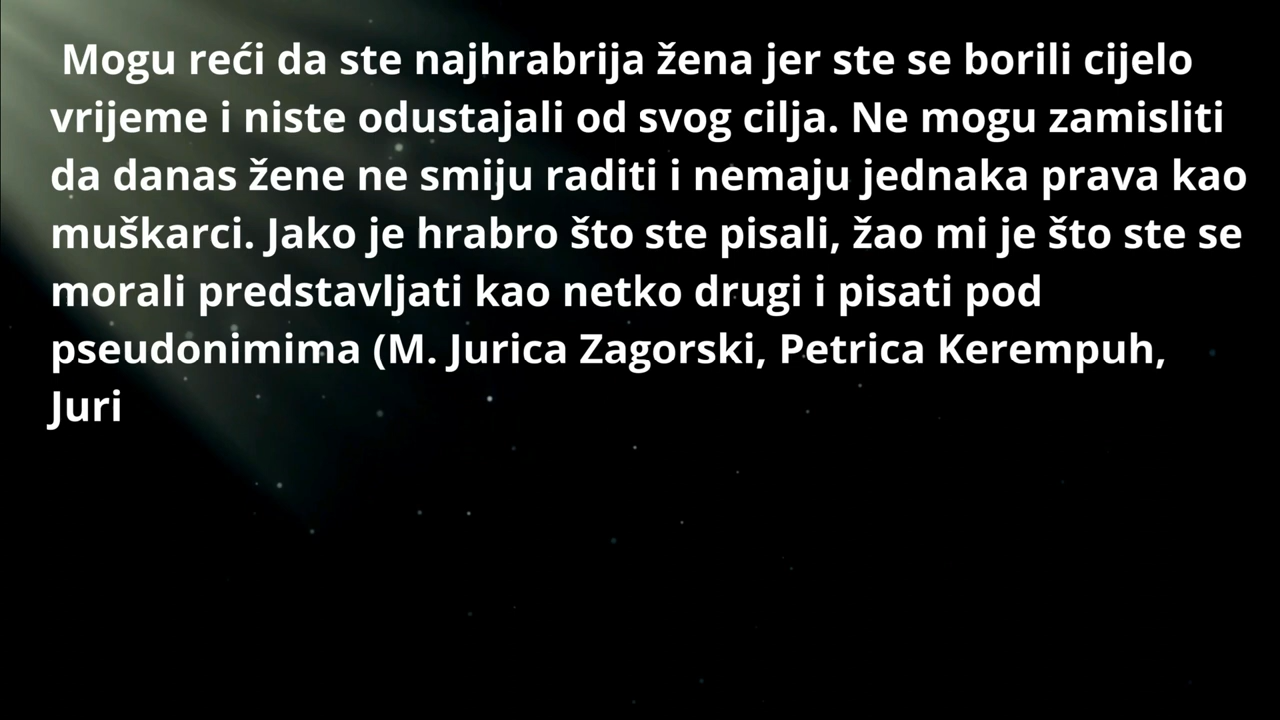 Mogu reći da ste najhrabrija žena jer ste se borili cijelo
vrijeme i niste odustajali od svog cilja. Ne mogu zamisliti
da danas žene ne smiju raditi i nemaju jednaka prava kao
muškarci. Jako je hrabro što ste pisali, žao mi je što ste se
morali predstavljati kao netko drugi i pisati pod
pseudonimima (M. Jurica Zagorski, Petrica Kerempuh,
Juri